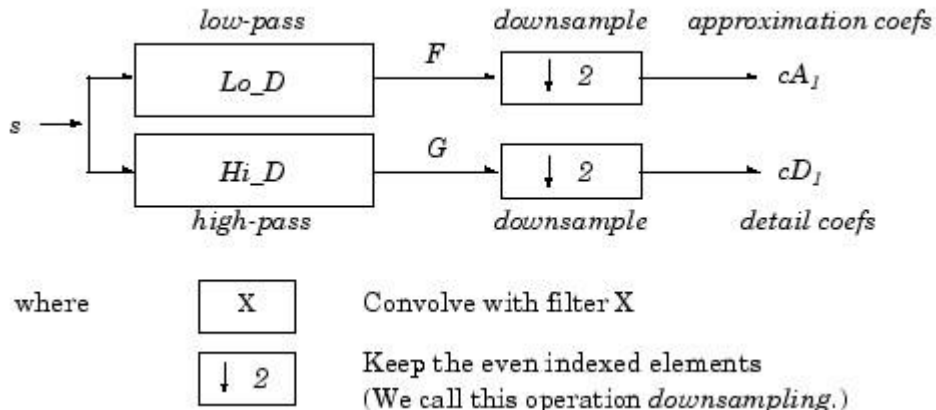 low-pass downsample approximation coefs
F
Lo_D ↓ 2 cA1
s
G
Hi_D ↓ 2 cD1
high-pass downsample detail coefs
where X Convolve with filter X
↓ 2 Keep the even indexed elements
(We call this operation downsampling.)